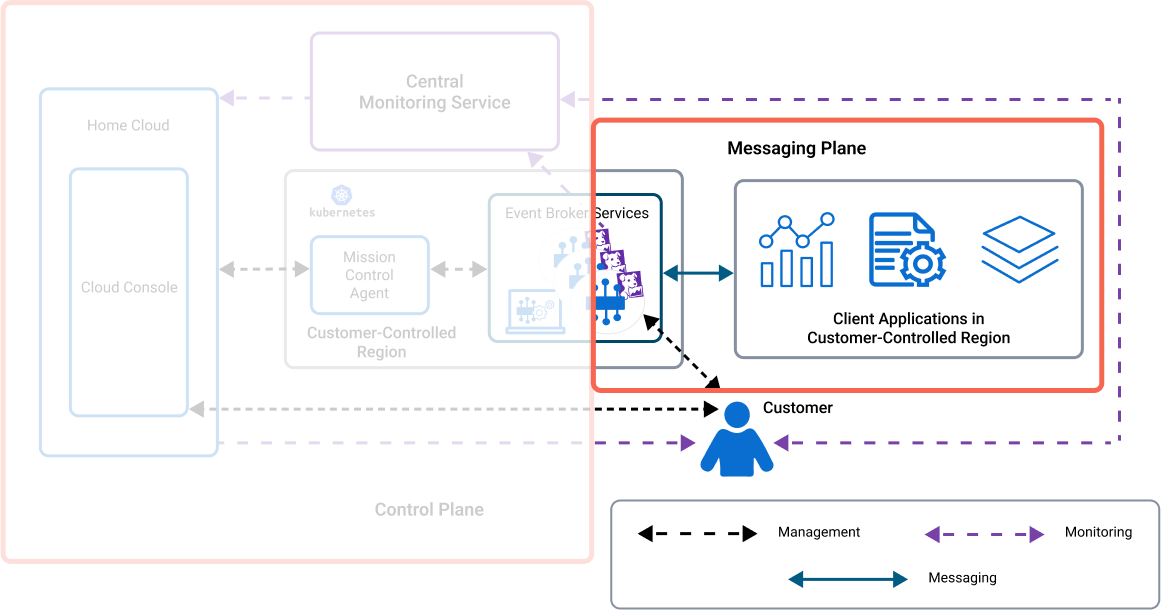 Central
Monitoring Service
Home Cloud
Messaging Plane
kubernetes
Event Broker Services
Mission
Control
Agent
Cloud Console
Customer-Controlled
Region
Client Applications in
Customer-Controlled Region
Customer
Control Plane
Management
Monitoring
Messaging